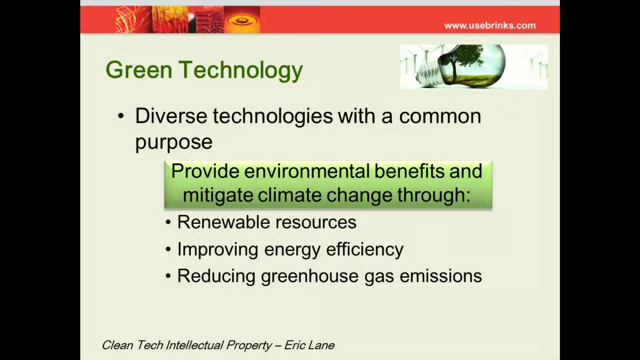 www.usebrinks.com
Green Technology
• Diverse technologies with a common
purpose
Provide environmental benefits and
mitigate climate change through:
• Renewable resources
• Improving energy efficiency
• Reducing greenhouse gas emissions
Clean Tech Intellectual Property – Eric Lane